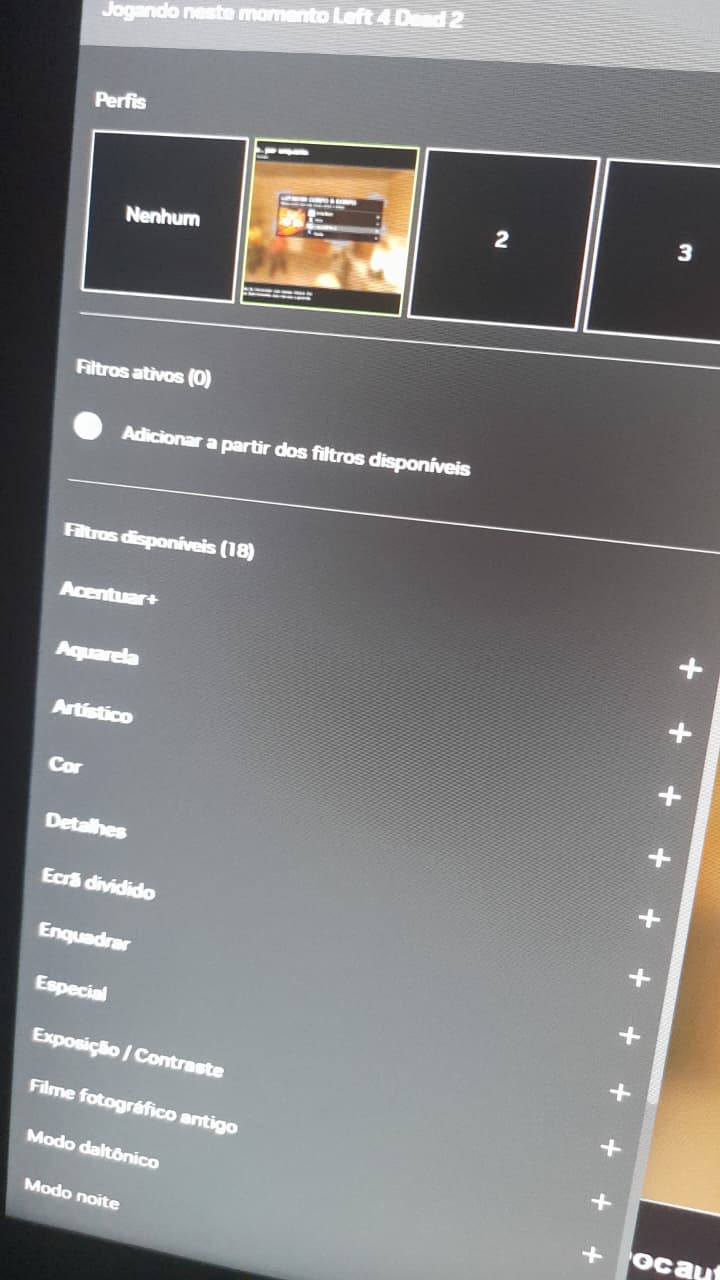 Jogando neste momento Left 4 Dead 2
Perfis
Nenhum
2
3
Filtros ativos (0)
Adicionar a partir dos filtros disponíveis
Filtros disponíveis (18)
Acentuar+
Aquarela
Artístico
Cor
Detalhes
Ecrã dividido
Enquadrar
Especial
Exposição / Contraste
Filme fotográfico antigo
Modo daltônico
Modo noite